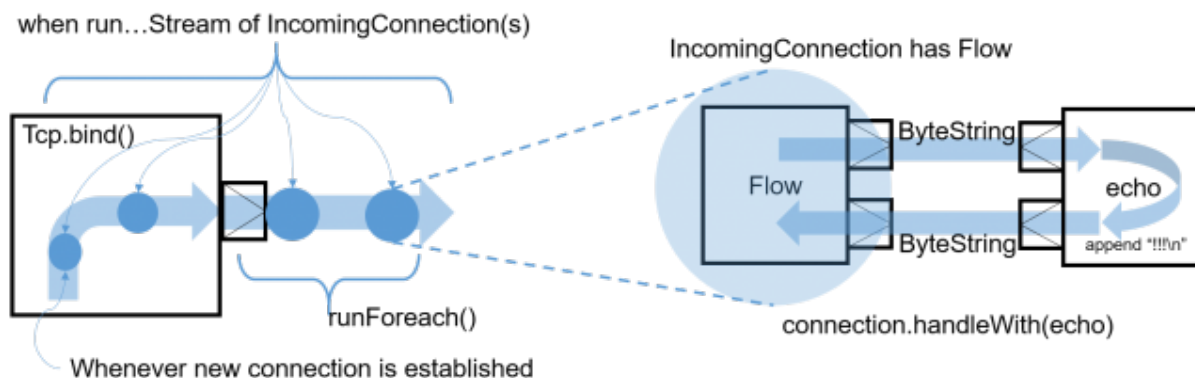 when run…Stream of IncomingConnection(s)
Tcp.bind()
runForeach()
Whenever new connection is established
IncomingConnection has Flow
Flow
ByteString
ByteString
echo
append "!!!\n"
connection.handleWith(echo)